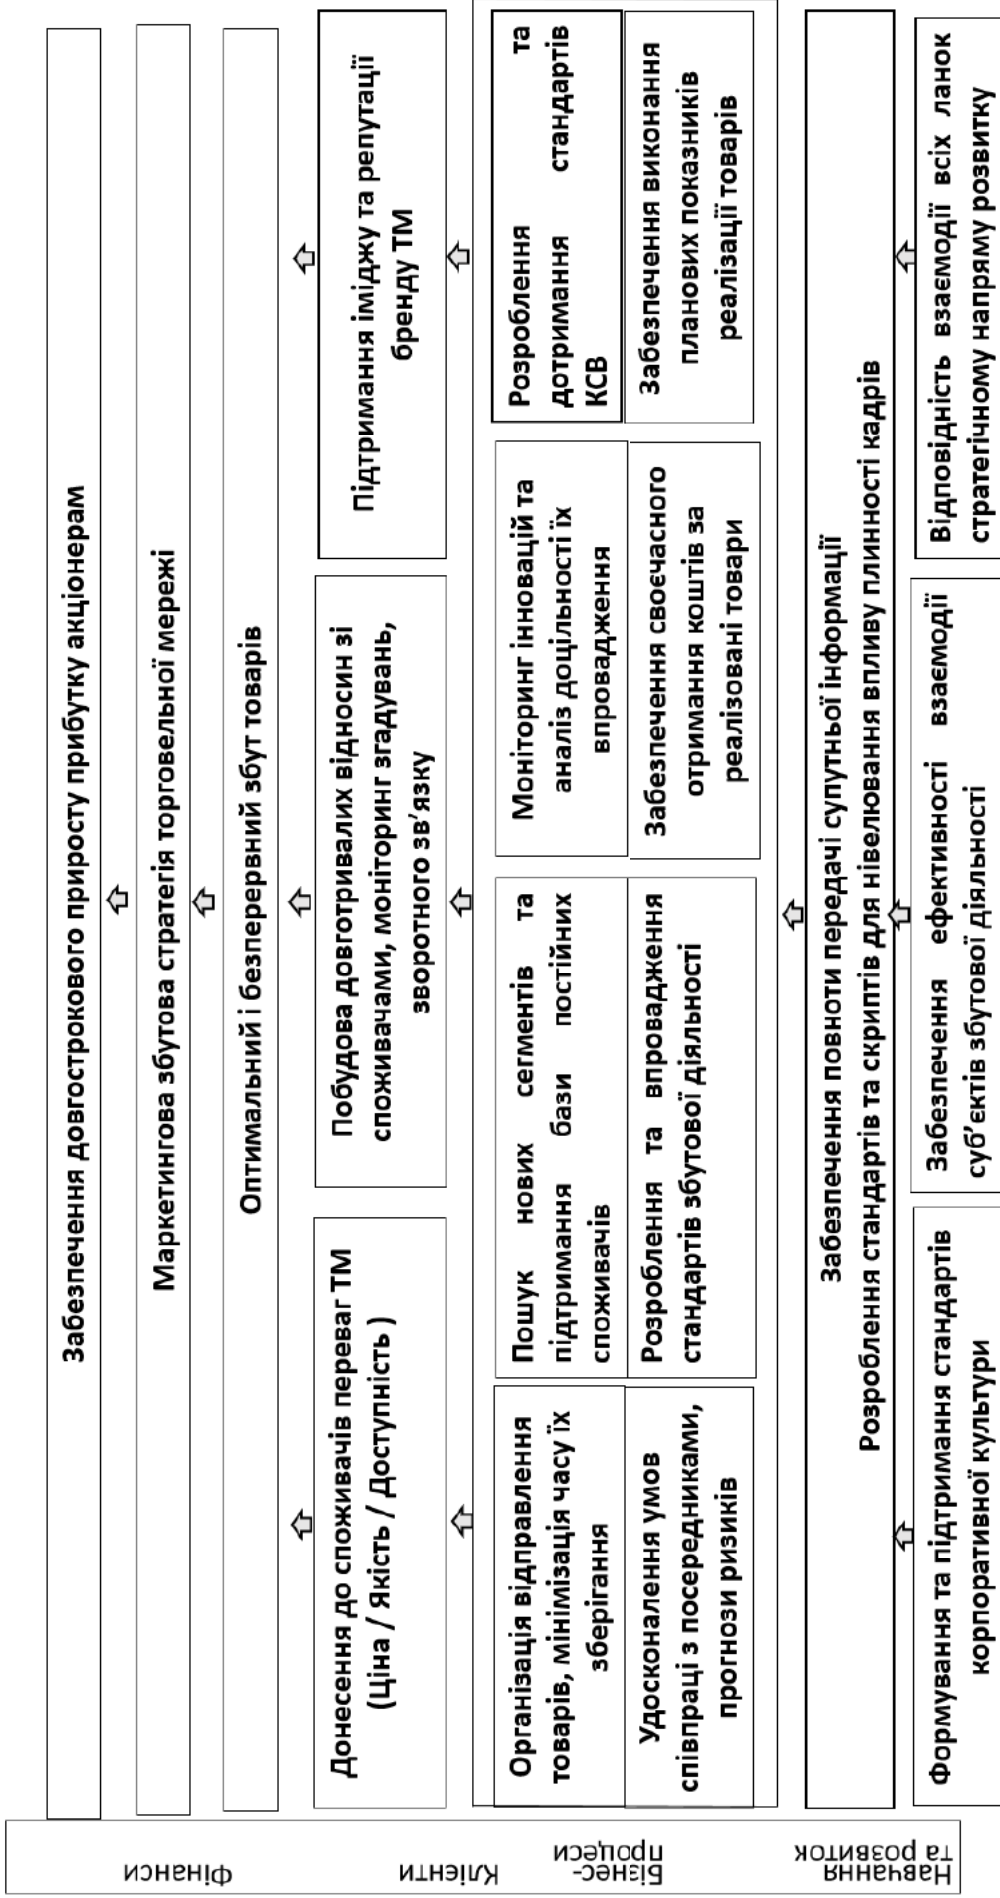 Фінанси
Забезпечення довгострокового приросту прибутку акціонерам
Маркетингова збутова стратегія торговельної мережі
Оптимальний і безперервний збут товарів
Клієнти
Донесення до споживачів переваг ТМ
(Ціна / Якість / Доступність )
Побудова довготривалих відносин зі
споживачами, моніторинг згадувань,
зворотного зв’язку
Підтримання іміджу та репутації
бренду ТМ
Бізнес-
процеси
Організація відправлення
товарів, мінімізація часу їх
зберігання
Пошук нових сегментів та
підтримання бази постійних
споживачів
Моніторинг інновацій та
аналіз доцільності їх
впровадження
Розроблення та
дотримання стандартів
КСВ
Удосконалення умов
співпраці з посередниками,
прогнози ризиків
Розроблення та впровадження
стандартів збутової діяльності
Забезпечення своєчасного
отримання коштів за
реалізовані товари
Забезпечення виконання
планових показників
реалізації товарів
Навчання
та розвиток
Забезпечення повноти передачі супутньої інформації
Розроблення стандартів та скриптів для нівелювання впливу плинності кадрів
Формування та підтримання стандартів
корпоративної культури
Забезпечення ефективності взаємодії
суб’єктів збутової діяльності
Відповідність взаємодії всіх ланок
стратегічному напряму розвитку